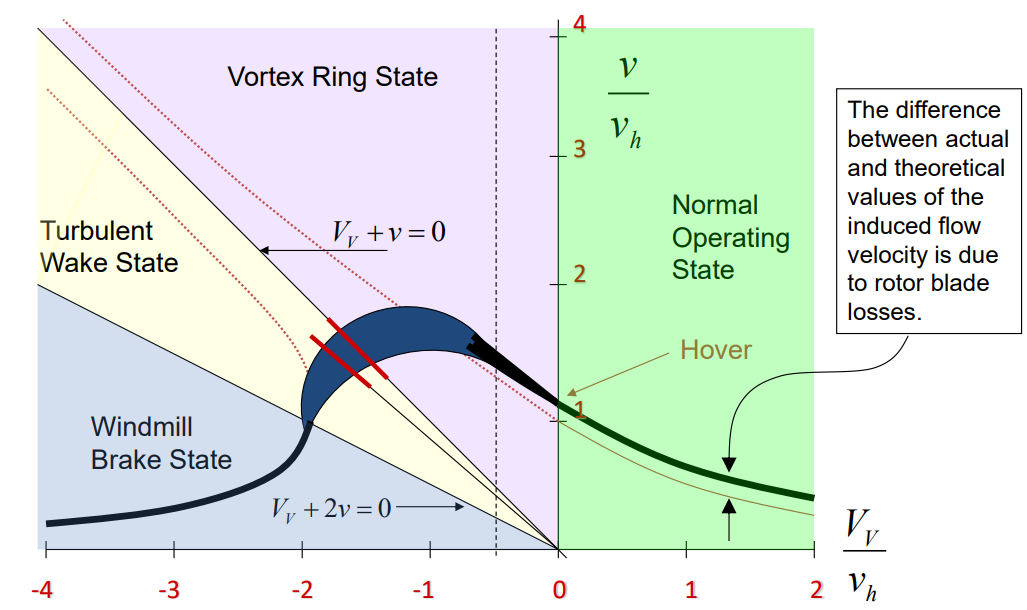 4
Vortex Ring State
v
v_h
The difference
between actual
and theoretical
values of the
induced flow
velocity is due
to rotor blade
losses.
3
Normal
Operating
State
Turbulent
Wake State
V_V + v = 0
2
Hover
1
Windmill
Brake State
V_V + 2v = 0
V_V
v_h
-4
-3
-2
-1
0
1
2